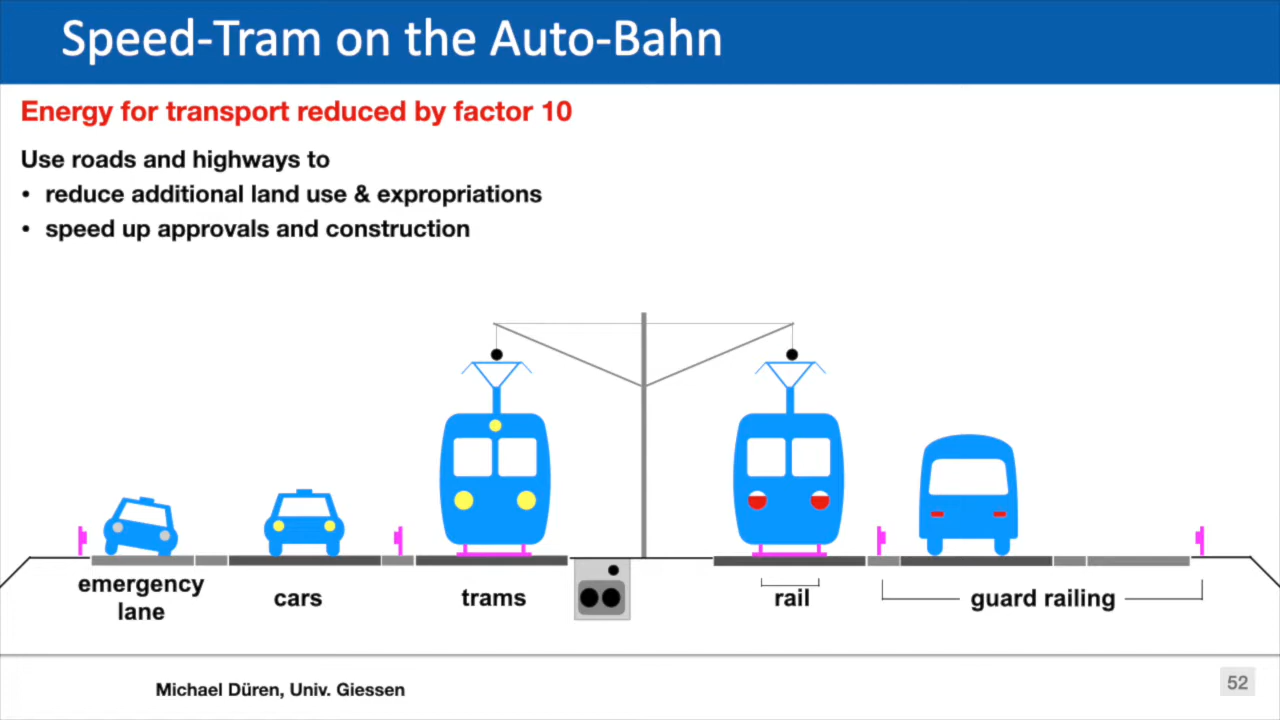 Speed-Tram on the Auto-Bahn
Energy for transport reduced by factor 10
Use roads and highways to
• reduce additional land use & expropriations
• speed up approvals and construction
emergency
lane
cars
trams
rail
guard railing
Michael Düren, Univ. Giessen
52